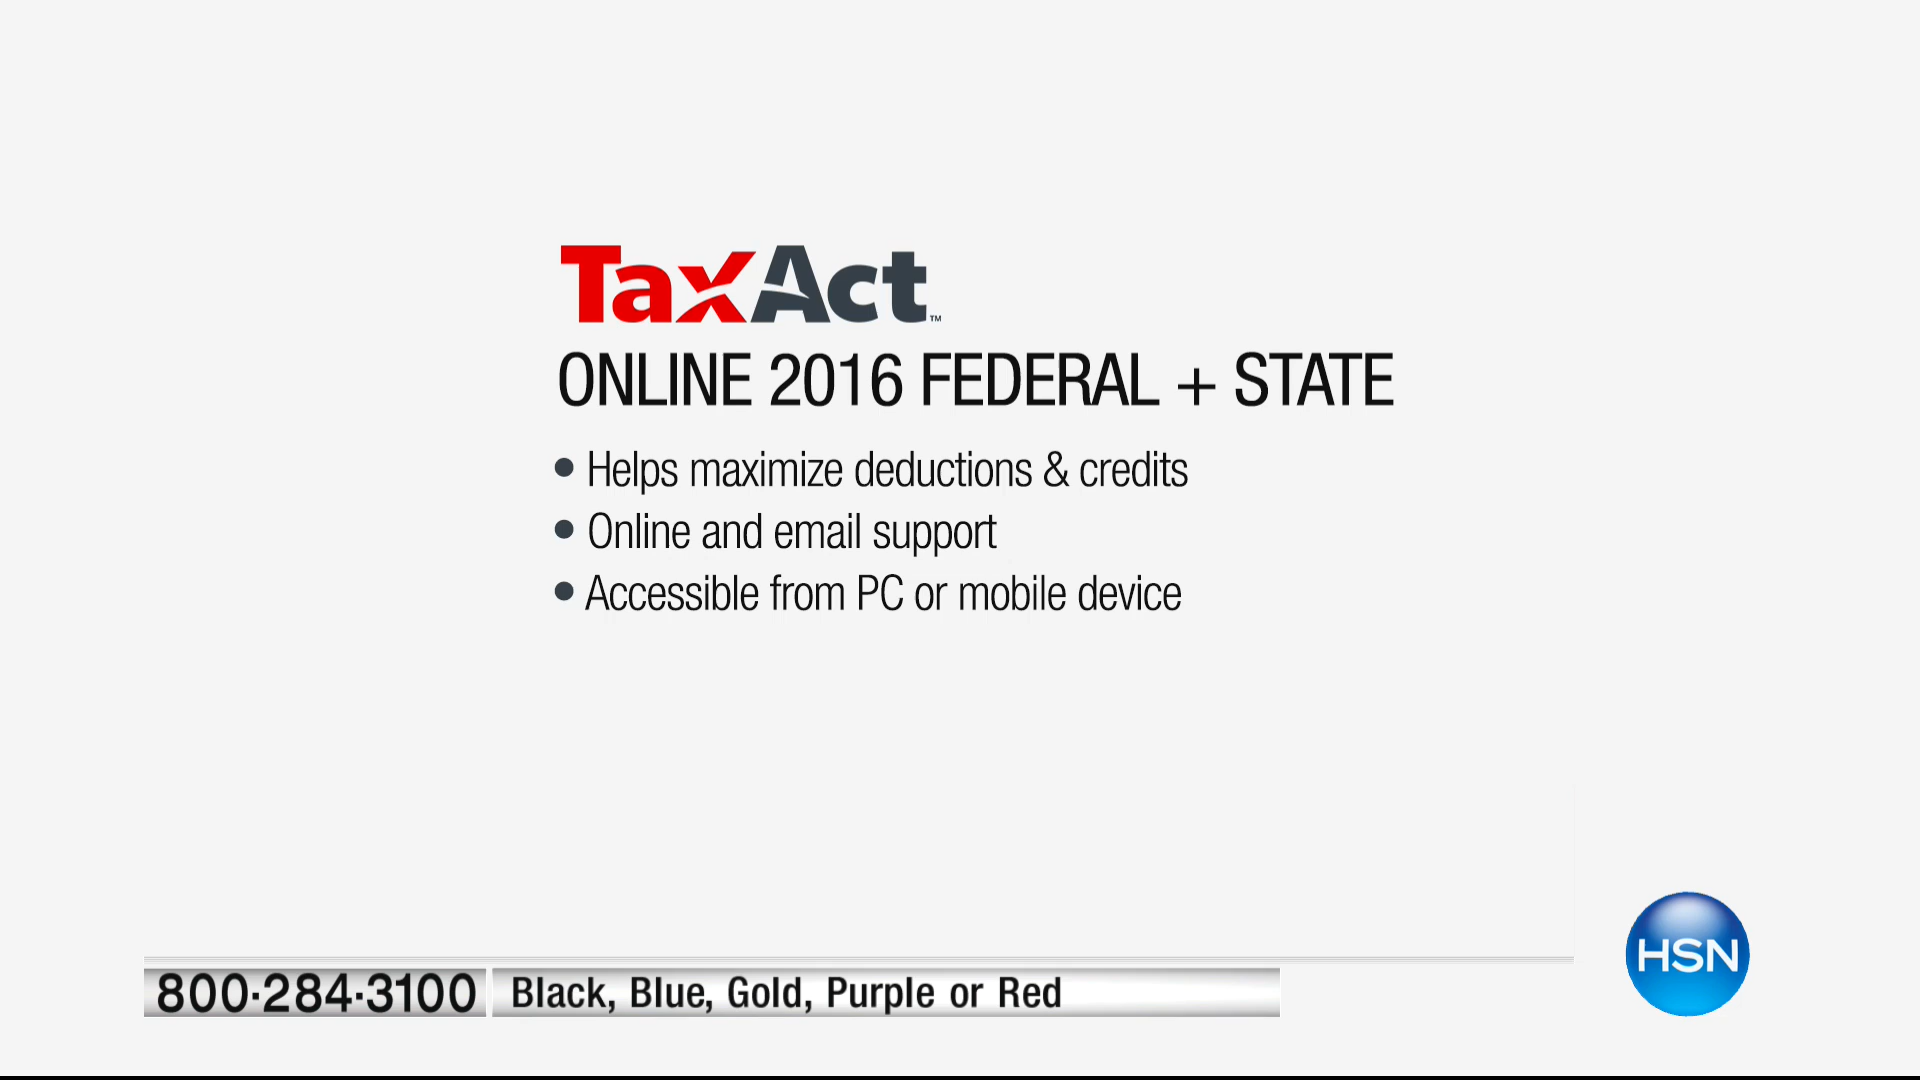 TaxAct™
ONLINE 2016 FEDERAL + STATE
• Helps maximize deductions & credits
• Online and email support
• Accessible from PC or mobile device
HSN
800·284·3100 Black, Blue, Gold, Purple or Red